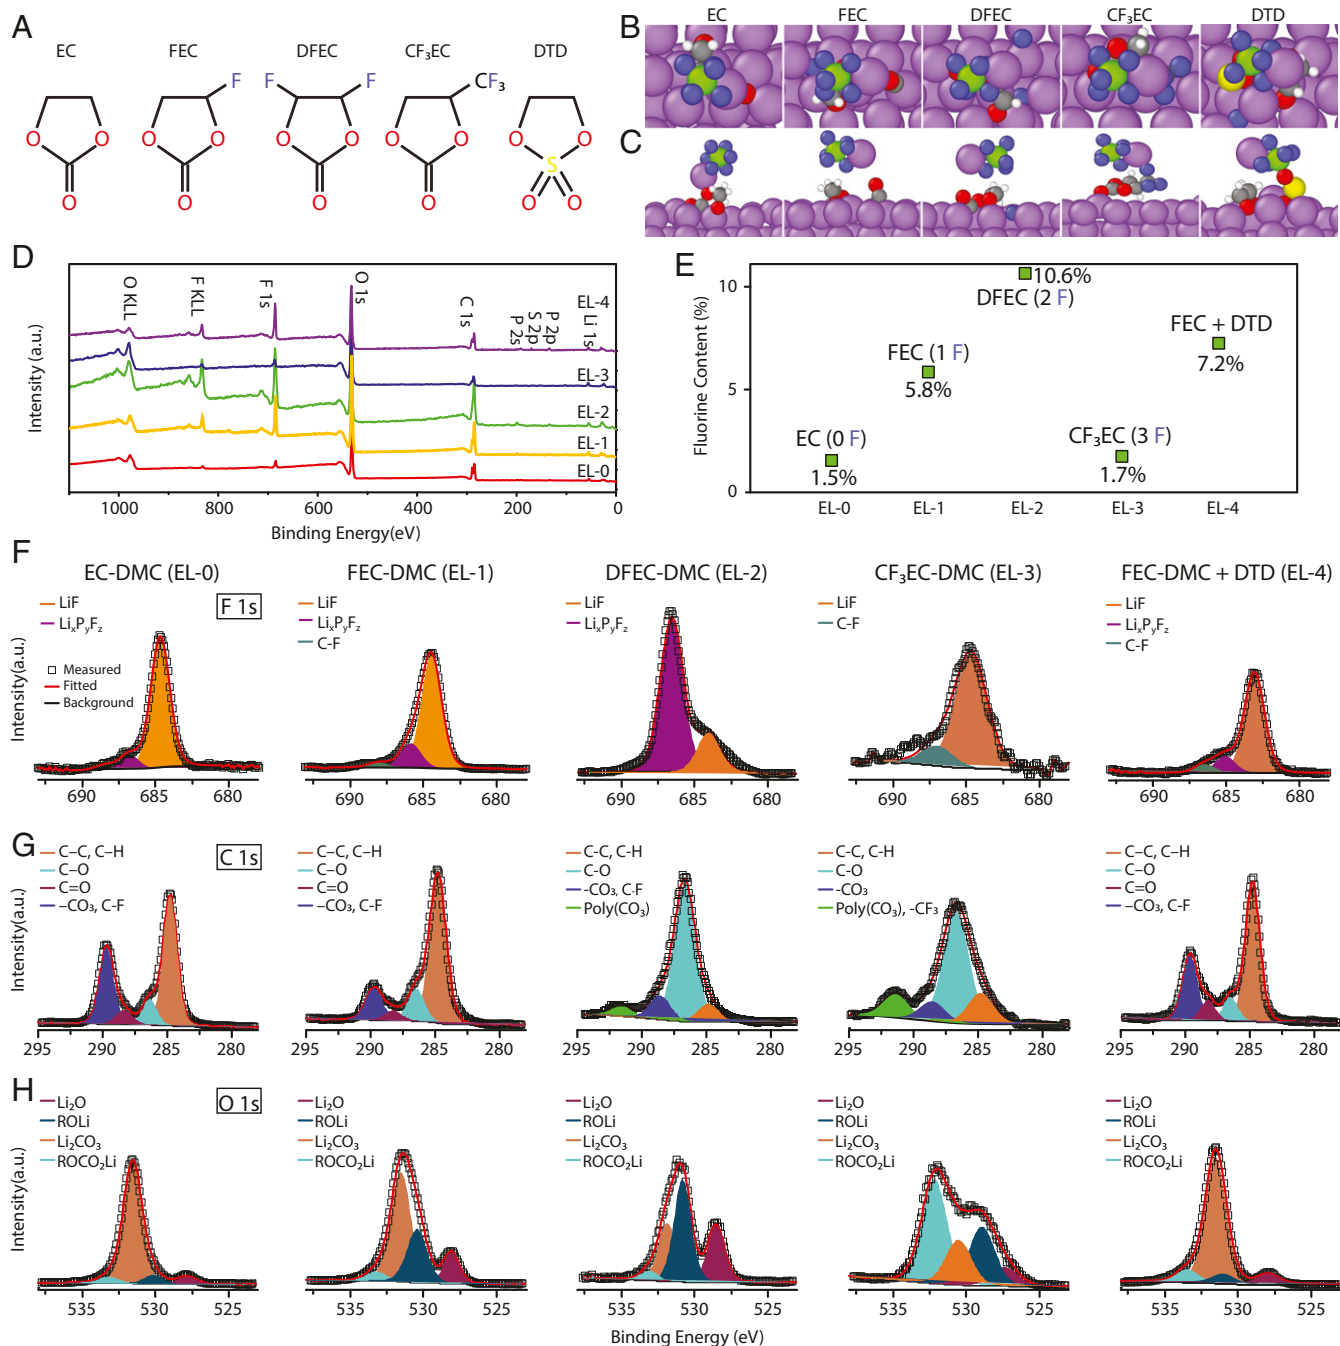 A
EC
FEC
DFEC
CF₃EC
DTD
F
F F
CF₃
O O
O O
O O
O O
O O
S
O
O
O
O
O O
B
EC
FEC
DFEC
CF₃EC
DTD
C
D
Intensity (a.u.)
O KLL
F KLL
F 1s
O 1s
C 1s
P 2s
S 2p
P 2p
Li 1s
EL-4
EL-3
EL-2
EL-1
EL-0
1000 800 600 400 200 0
Binding Energy(eV)
E
Fluorine Content (%)
10
5
0
EC (0 F)
1.5%
FEC (1 F)
5.8%
10.6%
DFEC (2 F)
CF₃EC (3 F)
1.7%
FEC + DTD
7.2%
EL-0 EL-1 EL-2 EL-3 EL-4
F
EC-DMC (EL-0)
FEC-DMC (EL-1)
DFEC-DMC (EL-2)
CF₃EC-DMC (EL-3)
FEC-DMC + DTD (EL-4)
F 1s
Intensity(a.u.)
LiF
LiₓPᵧF_z
Measured
Fitted
Background
690 685 680
LiF
LiₓPᵧF_z
C-F
690 685 680
LiF
LiₓPᵧF_z
690 685 680
LiF
C-F
690 685 680
LiF
LiₓPᵧF_z
C-F
690 685 680
G
C 1s
Intensity(a.u.)
C−C, C−H
C−O
C=O
−CO₃, C-F
295 290 285 280
C−C, C−H
C−O
C=O
−CO₃, C-F
295 290 285 280
C-C, C-H
C-O
-CO₃, C-F
Poly(CO₃)
295 290 285 280
C-C, C-H
C-O
-CO₃
Poly(CO₃), -CF₃
295 290 285 280
C−C, C−H
C−O
C=O
−CO₃, C-F
295 290 285 280
H
O 1s
Intensity(a.u.)
Li₂O
ROLi
Li₂CO₃
ROCO₂Li
535 530 525
Li₂O
ROLi
Li₂CO₃
ROCO₂Li
535 530 525
Li₂O
ROLi
Li₂CO₃
ROCO₂Li
535 530 525
Li₂O
ROLi
Li₂CO₃
ROCO₂Li
535 530 525
Li₂O
ROLi
Li₂CO₃
ROCO₂Li
535 530 525
Binding Energy (eV)